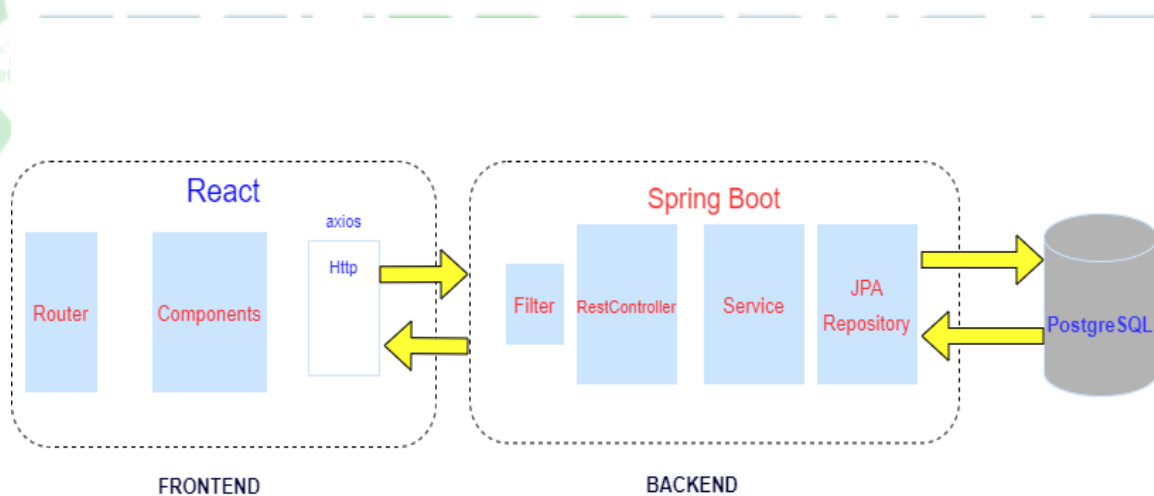 React
axios
Http
Router
Components
Spring Boot
Filter
RestController
Service
JPA
Repository
PostgreSQL
FRONTEND
BACKEND